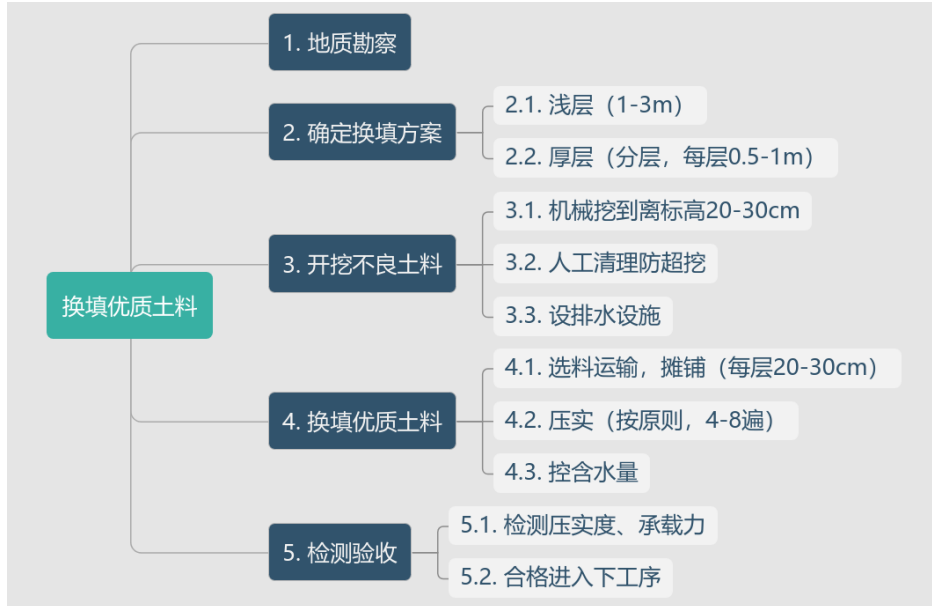 换填优质土料
1. 地质勘察
2. 确定换填方案
2.1. 浅层（1-3m）
2.2. 厚层（分层，每层0.5-1m）
3. 开挖不良土料
3.1. 机械挖到离标高20-30cm
3.2. 人工清理防超挖
3.3. 设排水设施
4. 换填优质土料
4.1. 选料运输，摊铺（每层20-30cm）
4.2. 压实（按原则，4-8遍）
4.3. 控含水量
5. 检测验收
5.1. 检测压实度、承载力
5.2. 合格进入下工序